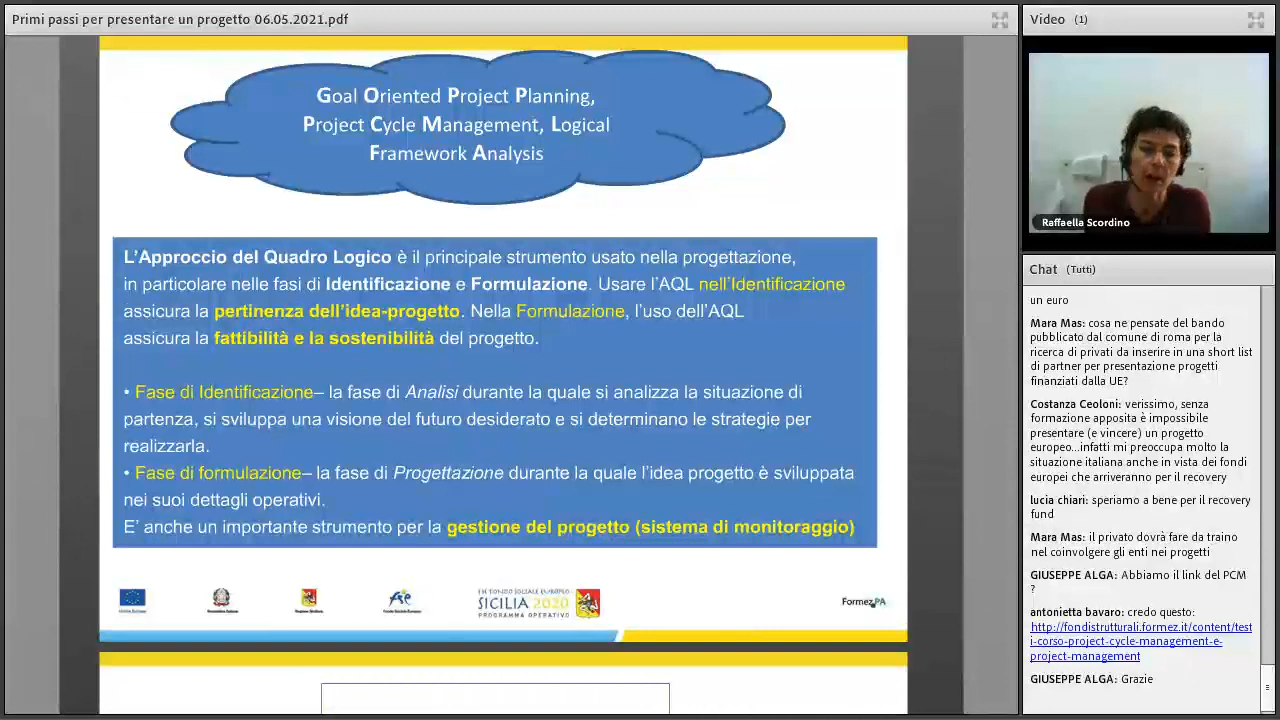 Primi passi per presentare un progetto 06.05.2021.pdf
Goal Oriented Project Planning,
Project Cycle Management, Logical
Framework Analysis
L’Approccio del Quadro Logico è il principale strumento usato nella progettazione,
in particolare nelle fasi di Identificazione e Formulazione. Usare l’AQL nell’Identificazione
assicura la pertinenza dell’idea-progetto. Nella Formulazione, l’uso dell’AQL
assicura la fattibilità e la sostenibilità del progetto.
• Fase di Identificazione– la fase di Analisi durante la quale si analizza la situazione di
partenza, si sviluppa una visione del futuro desiderato e si determinano le strategie per
realizzarla.
• Fase di formulazione– la fase di Progettazione durante la quale l’idea progetto è sviluppata
nei suoi dettagli operativi.
E’ anche un importante strumento per la gestione del progetto (sistema di monitoraggio)
SICILIA 2020
PROGRAMMA OPERATIVO
Formez PA
Video (1)
Raffaella Scordino
Chat (Tutti)
un euro
Mara Mas: cosa ne pensate del bando
pubblicato dal comune di roma per la
ricerca di privati da inserire in una short list
di partner per presentazione progetti
finanziati dalla UE?
Costanza Ceoloni: verissimo, senza
formazione apposita è impossibile
presentare (e vincere) un progetto
europeo...infatti mi preoccupa molto la
situazione italiana anche in vista dei fondi
europei che arriveranno per il recovery
lucia chiari: speriamo a bene per il recovery
fund
Mara Mas: il privato dovrà fare da traino
nel coinvolgere gli enti nei progetti
GIUSEPPE ALGA: Abbiamo il link del PCM
?
antonietta bavaro: credo questo:
http://fondistrutturali.formez.it/content/test
i-corso-project-cycle-management-e-
project-management
GIUSEPPE ALGA: Grazie